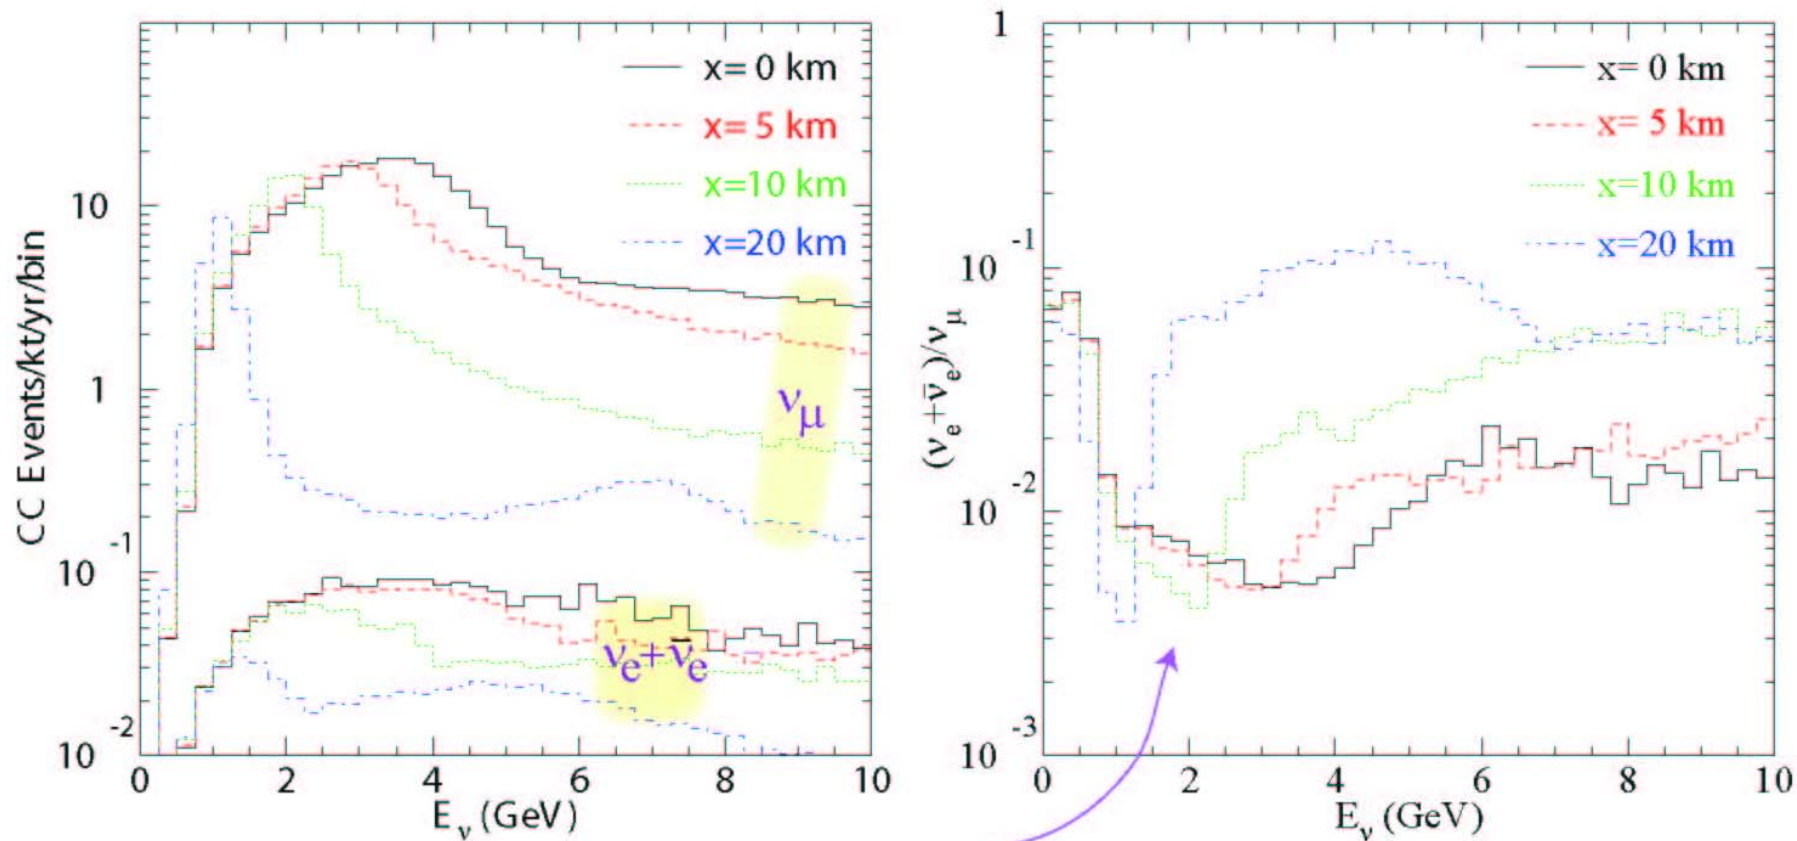 x= 0 km
x= 5 km
x=10 km
x=20 km
CC Events/kt/yr/bin
10
1
10 -1
10 -2
0 2 4 6 8 10
E ν (GeV)
ν μ
ν e + ν̄ e
x= 0 km
x= 5 km
x=10 km
x=20 km
(ν e + ν̄ e)/ν μ
1
10 -1
10 -2
10 -3
0 2 4 6 8 10
E ν (GeV)